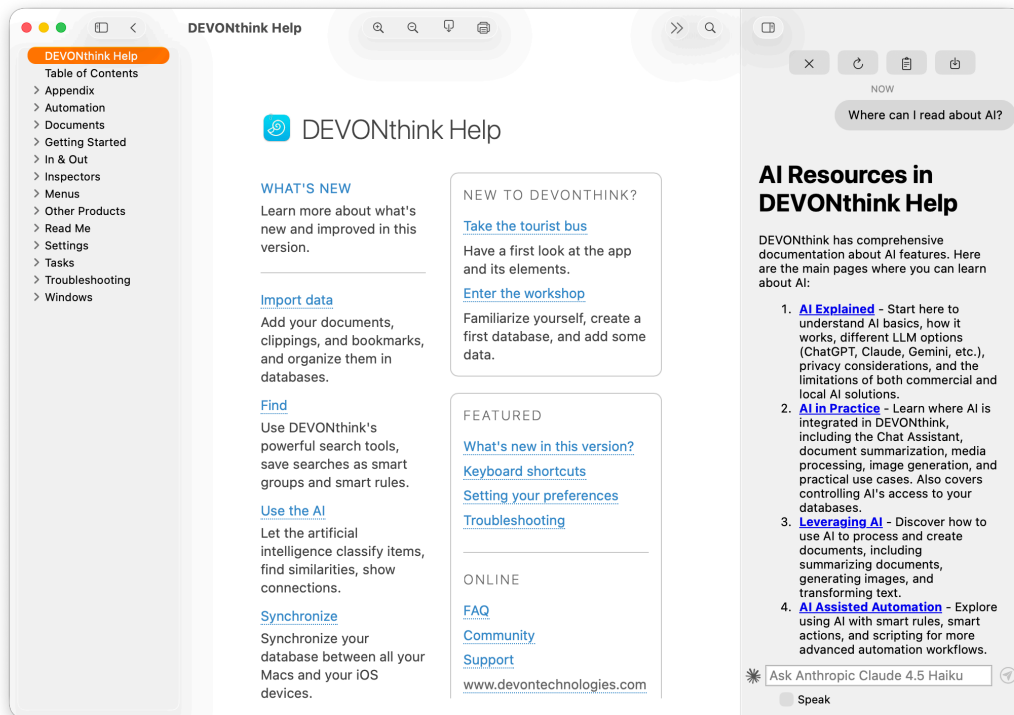 DEVONthink Help
DEVONthink Help
Table of Contents
Appendix
Automation
Documents
Getting Started
In & Out
Inspectors
Menus
Other Products
Read Me
Settings
Tasks
Troubleshooting
Windows
DEVONthink Help
WHAT'S NEW
Learn more about what's
new and improved in this
version.
Import data
Add your documents,
clippings, and bookmarks,
and organize them in
databases.
Find
Use DEVONthink's
powerful search tools,
save searches as smart
groups and smart rules.
Use the AI
Let the artificial
intelligence classify items,
find similarities, show
connections.
Synchronize
Synchronize your
database between all your
Macs and your iOS
devices.
NEW TO DEVONTHINK?
Take the tourist bus
Have a first look at the app
and its elements.
Enter the workshop
Familiarize yourself, create a
first database, and add some
data.
FEATURED
What's new in this version?
Keyboard shortcuts
Setting your preferences
Troubleshooting
ONLINE
FAQ
Community
Support
www.devontechnologies.com
NOW
Where can I read about AI?
AI Resources in
DEVONthink Help
DEVONthink has comprehensive
documentation about AI features. Here
are the main pages where you can learn
about AI:
1. AI Explained - Start here to
understand AI basics, how it
works, different LLM options
(ChatGPT, Claude, Gemini, etc.),
privacy considerations, and the
limitations of both commercial and
local AI solutions.
2. AI in Practice - Learn where AI is
integrated in DEVONthink,
including the Chat Assistant,
document summarization, media
processing, image generation, and
practical use cases. Also covers
controlling AI's access to your
databases.
3. Leveraging AI - Discover how to
use AI to process and create
documents, including
summarizing documents,
generating images, and
transforming text.
4. AI Assisted Automation - Explore
using AI with smart rules, smart
actions, and scripting for more
advanced automation workflows.
Ask Anthropic Claude 4.5 Haiku
Speak